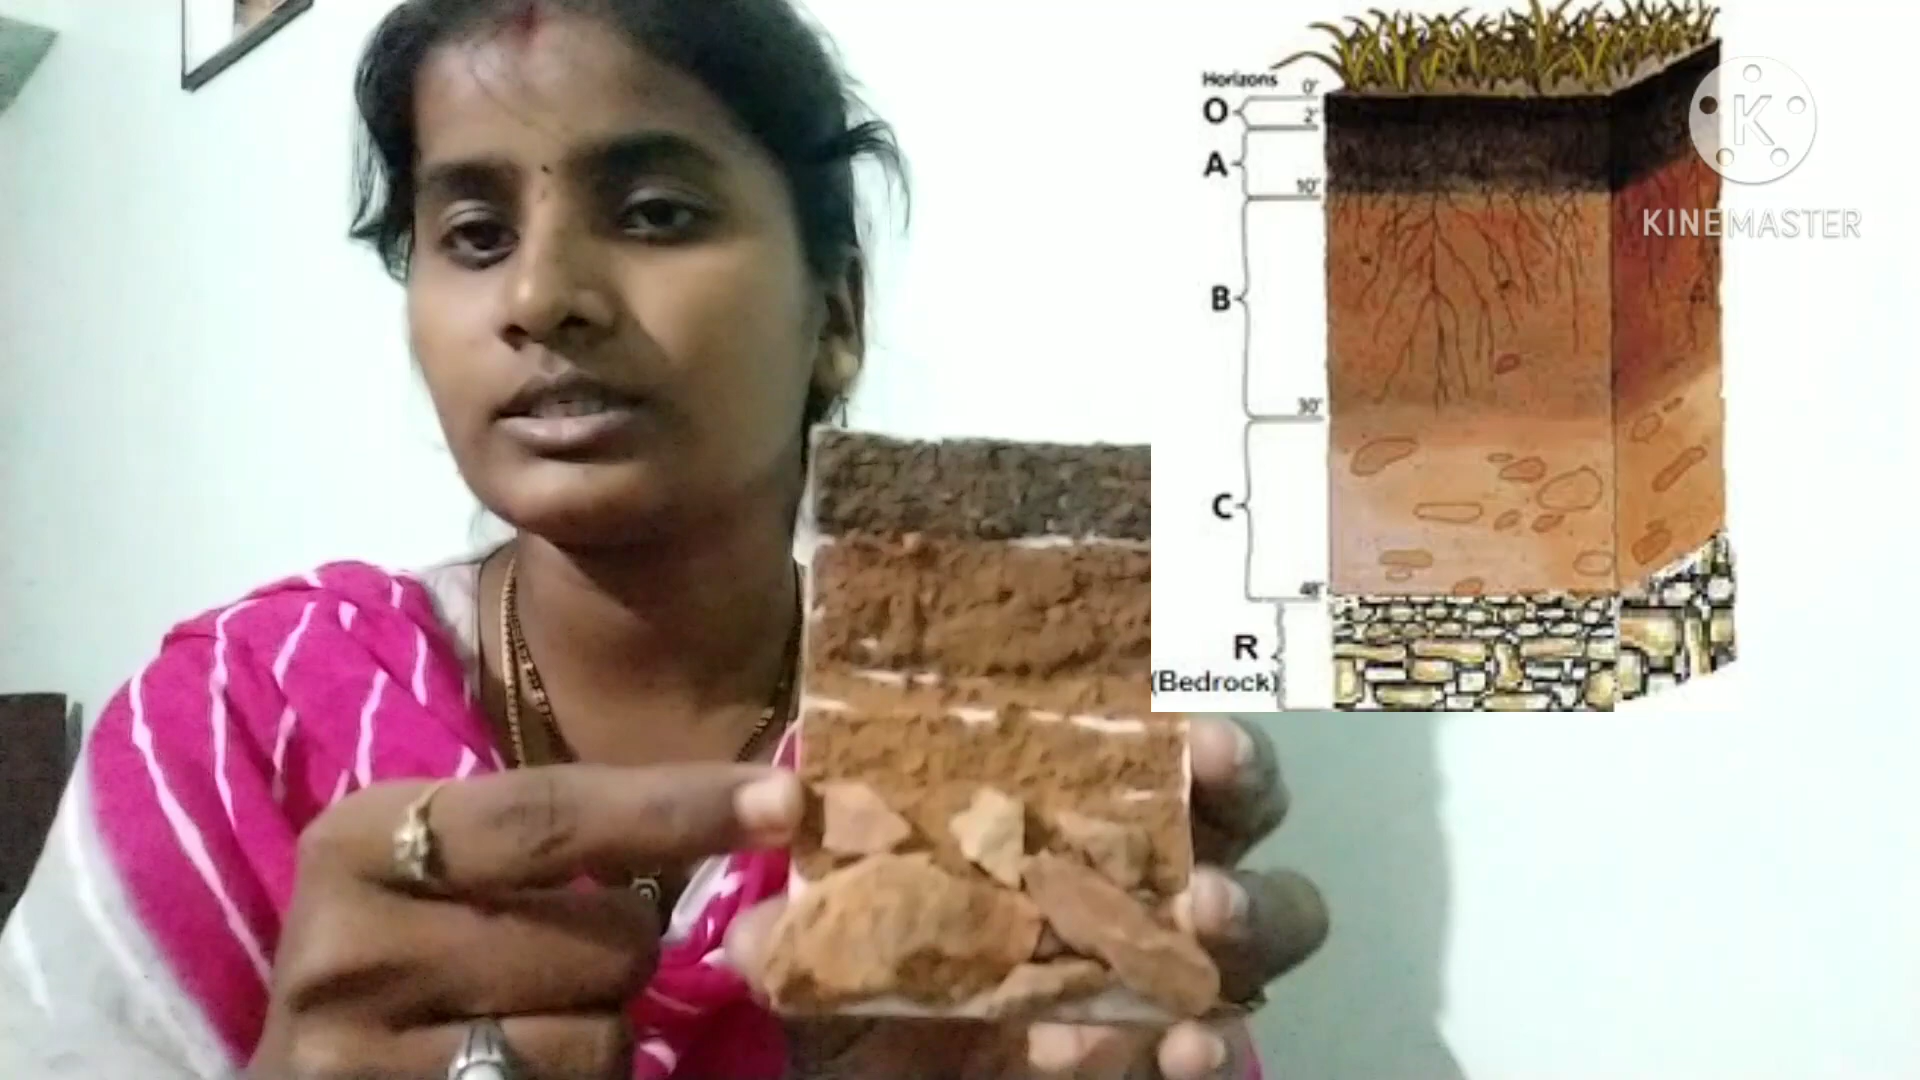 Horizons
0"
O
2"
A
10"
B
30"
C
48"
R
(Bedrock)
K
KINEMASTER